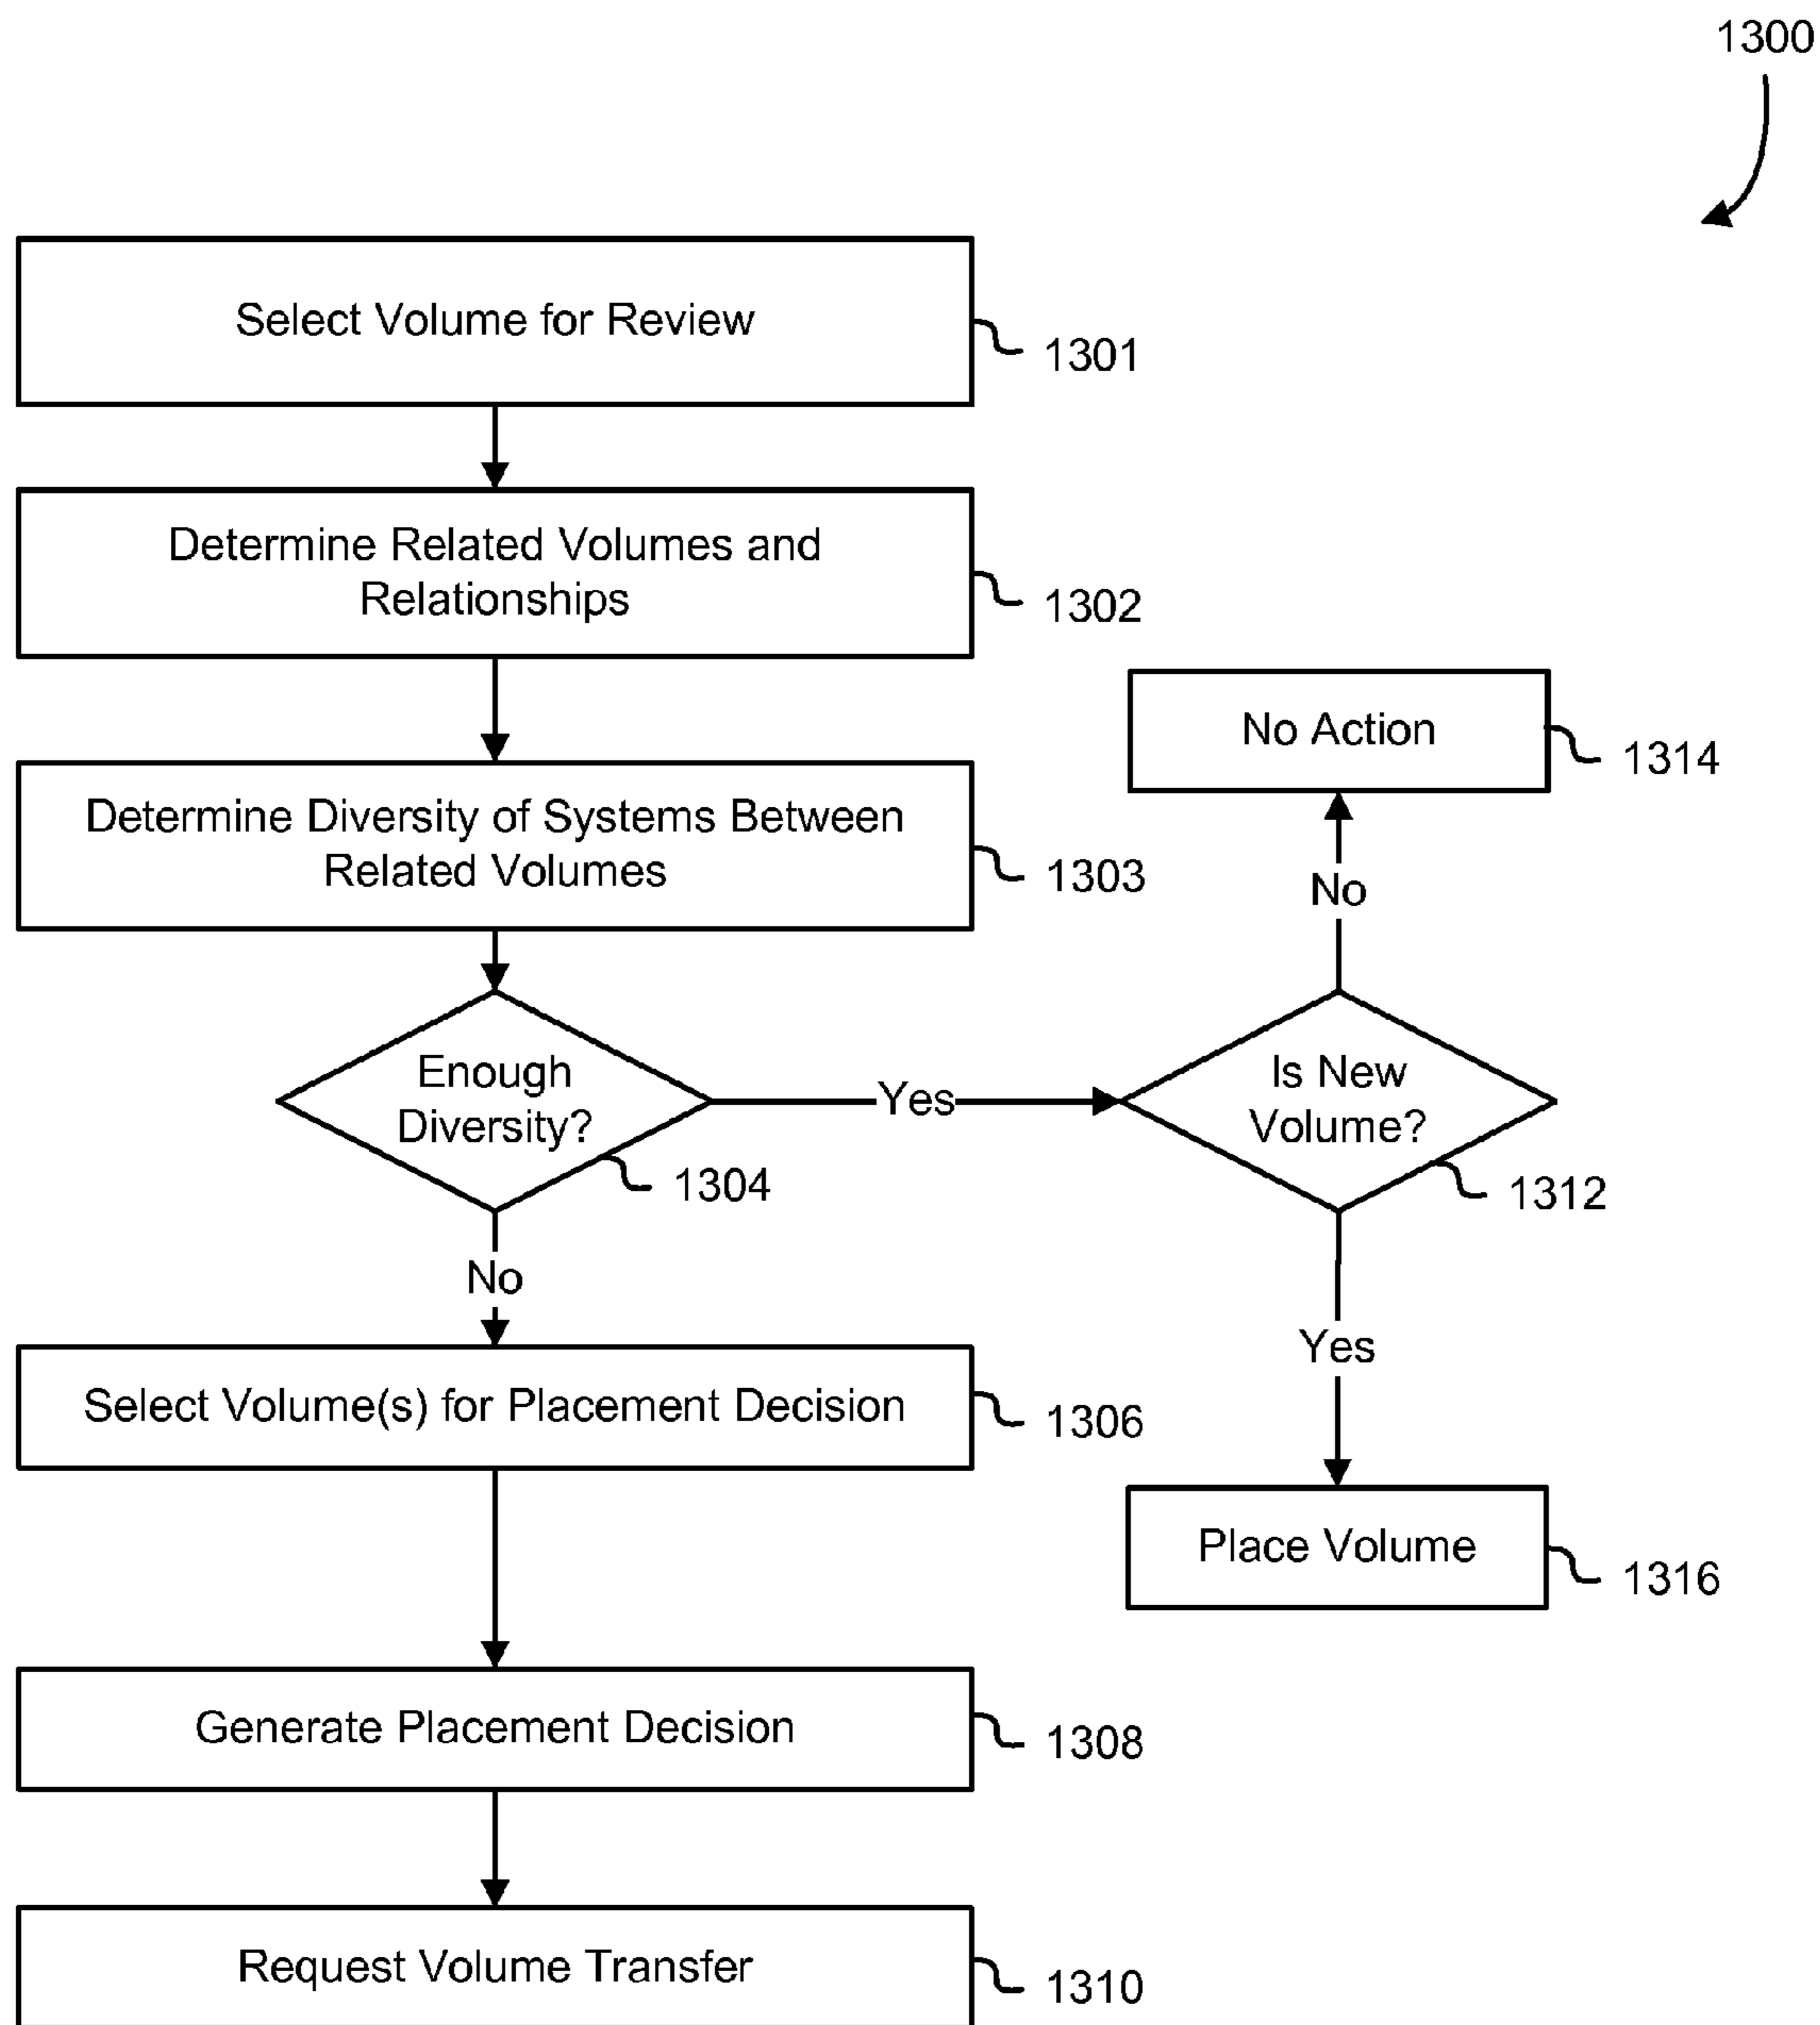 1300
Select Volume for Review
1301
Determine Related Volumes and
Relationships
1302
Determine Diversity of Systems Between
Related Volumes
1303
Enough
Diversity?
1304
Yes
No
Is New
Volume?
1312
No
No Action
1314
Yes
Place Volume
1316
Select Volume(s) for Placement Decision
1306
Generate Placement Decision
1308
Request Volume Transfer
1310